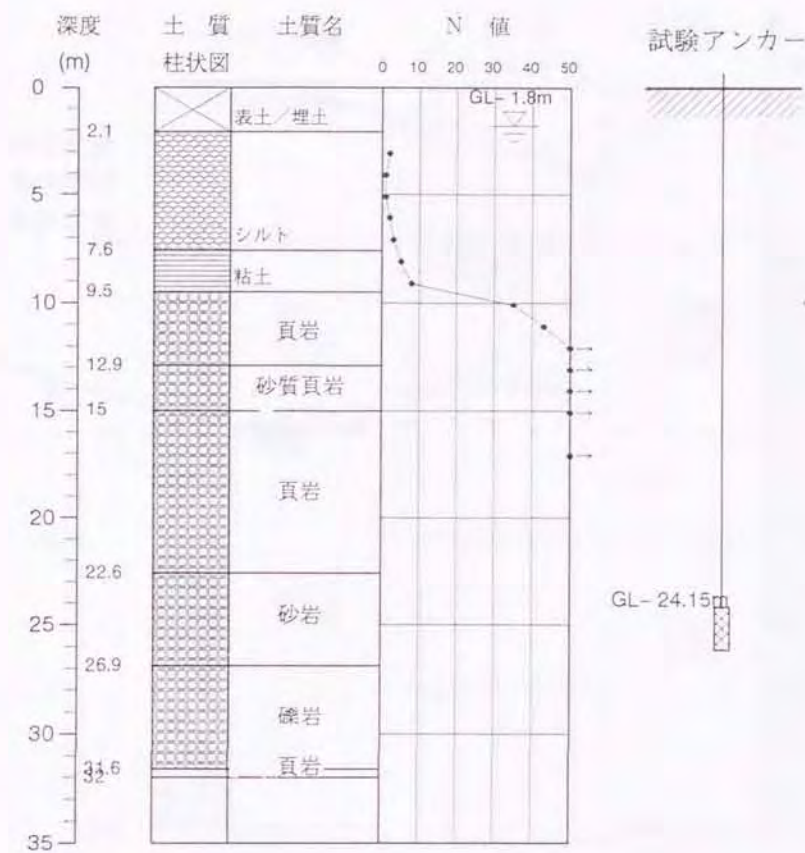 深度 土 質 土質名 N 値 試験アンカー
(m) 柱状図 0 10 20 30 40 50
0 GL- 1.8m
表土／埋土
2.1
5
シルト
7.6
粘土
9.5
10
頁岩
12.9
砂質頁岩
15 15
頁岩
20
22.6
GL- 24.15
砂岩
25
26.9
礫岩
30
31.6 頁岩
32
35